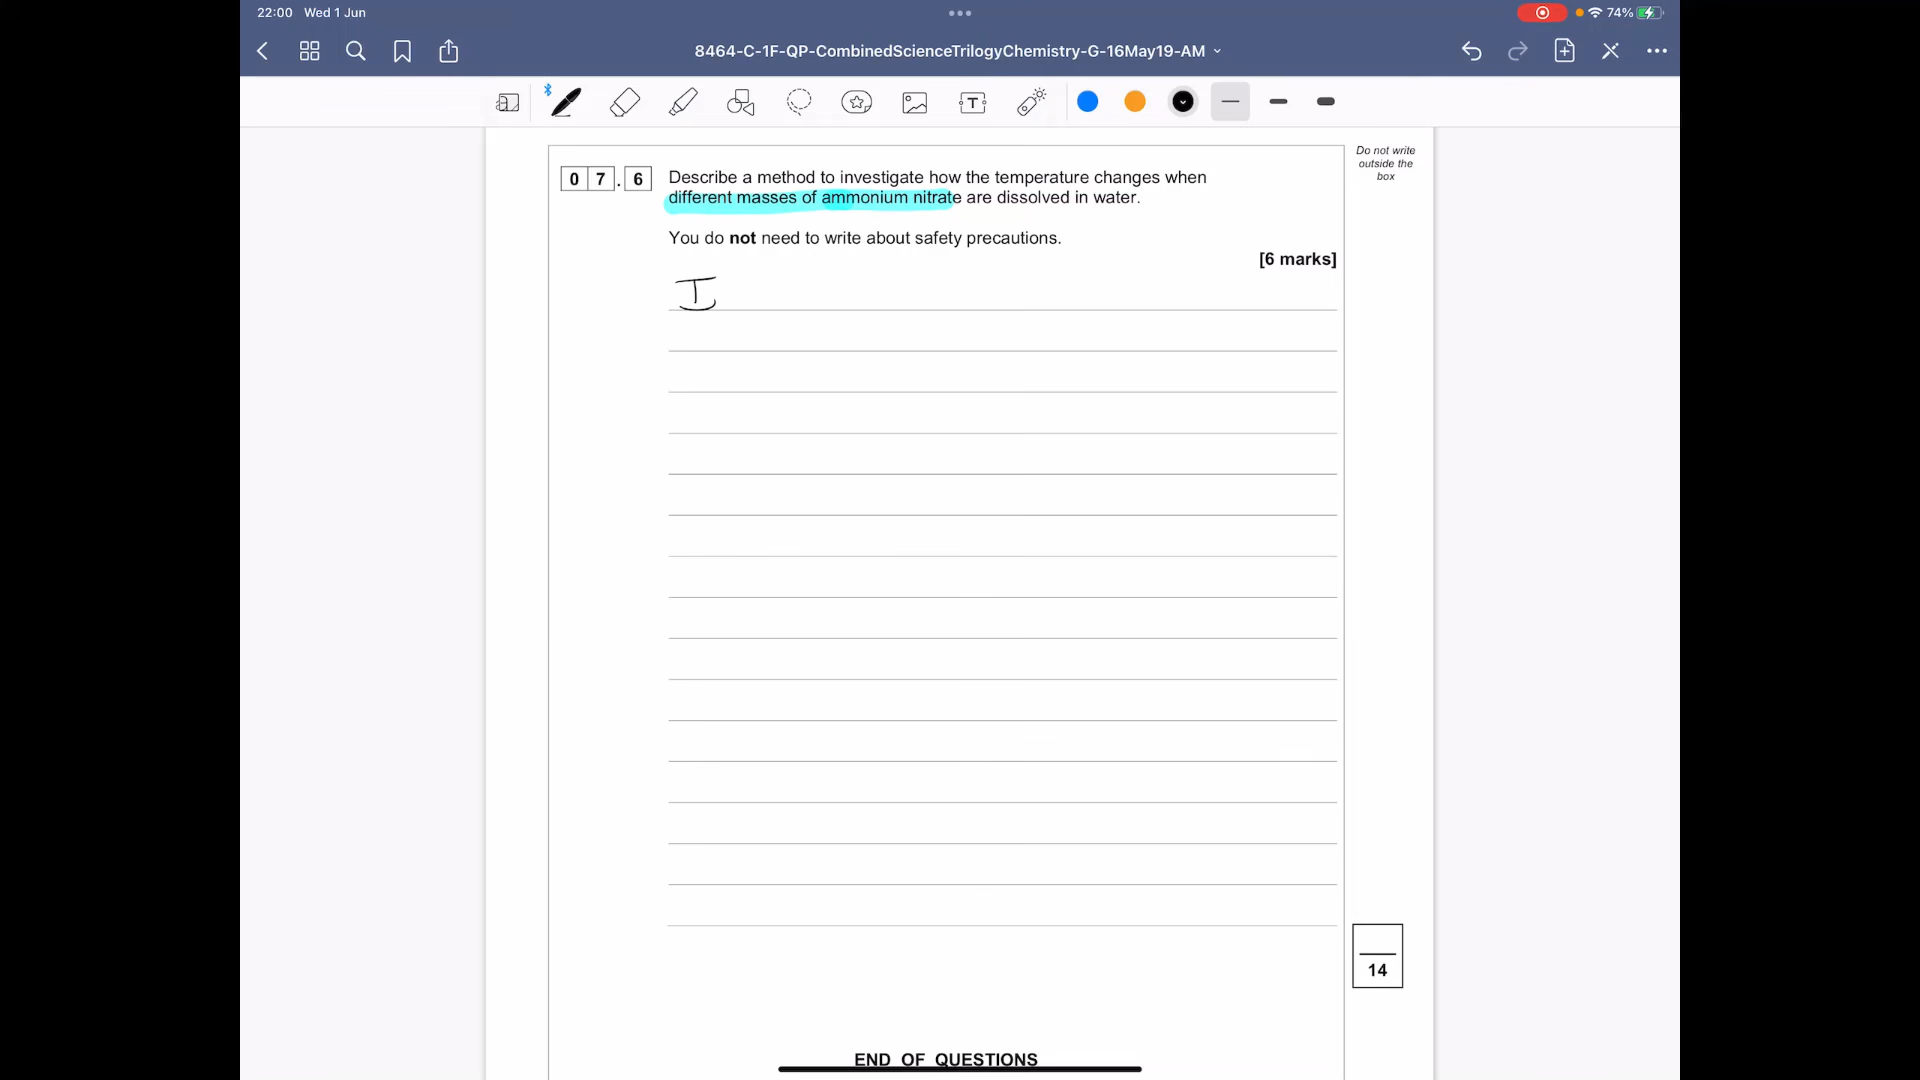 22:00 Wed 1 Jun
74%
8464-C-1F-QP-CombinedScienceTrilogyChemistry-G-16May19-AM
T
Do not write
outside the
box
0 7 . 6 Describe a method to investigate how the temperature changes when
different masses of ammonium nitrate are dissolved in water.
You do not need to write about safety precautions.
[6 marks]
I
14
END OF QUESTIONS